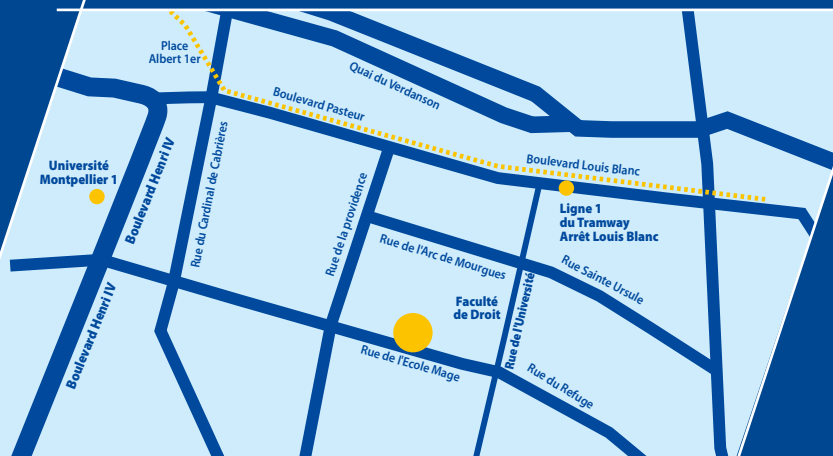 Place
Albert 1er
Quai du Verdanson
Boulevard Pasteur
Boulevard Louis Blanc
Université
Montpellier 1
Boulevard Henri IV
Rue du Cardinal de Cabrières
Rue de la providence
Ligne 1
du Tramway
Arrêt Louis Blanc
Rue de l'Arc de Mourgues
Rue Sainte Ursule
Boulevard Henri IV
Faculté
de Droit
Rue de l'Université
Rue de l'Ecole Mage
Rue du Refuge